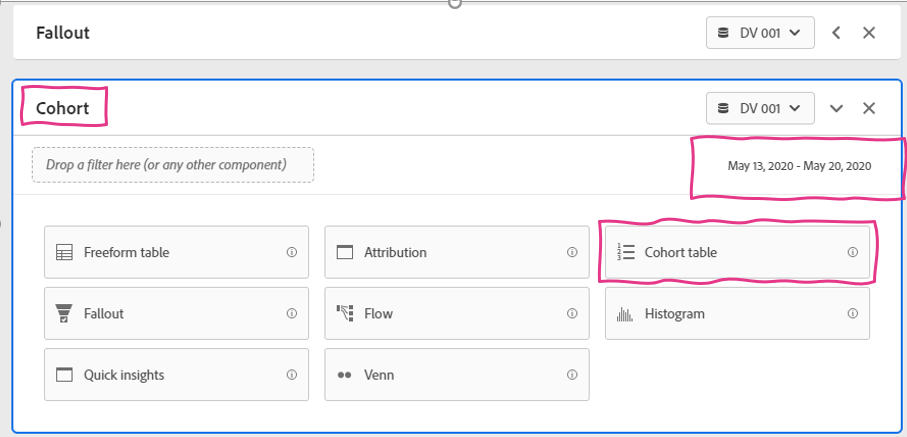 Fallout DV 001
Cohort DV 001
Drop a filter here (or any other component) May 13, 2020 - May 20, 2020
Freeform table Attribution Cohort table
Fallout Flow Histogram
Quick insights Venn